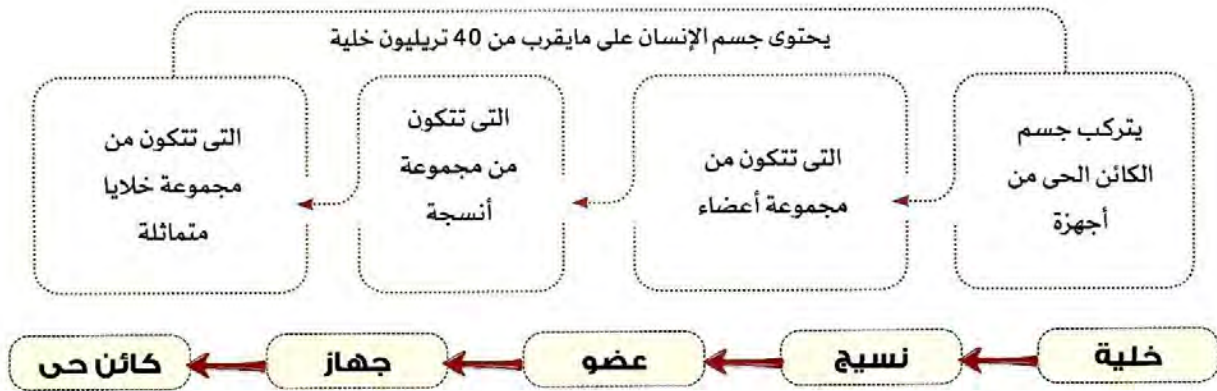 يحتوى جسم الإنسان على مايقرب من 40 تريليون خلية
يتركب جسم
الكائن الحى من
أجهزة
التى تتكون من
مجموعة أعضاء
التى تتكون
من مجموعة
أنسجة
التى تتكون من
مجموعة خلايا
متماثلة
خلية
نسيج
عضو
جهاز
كائن حى